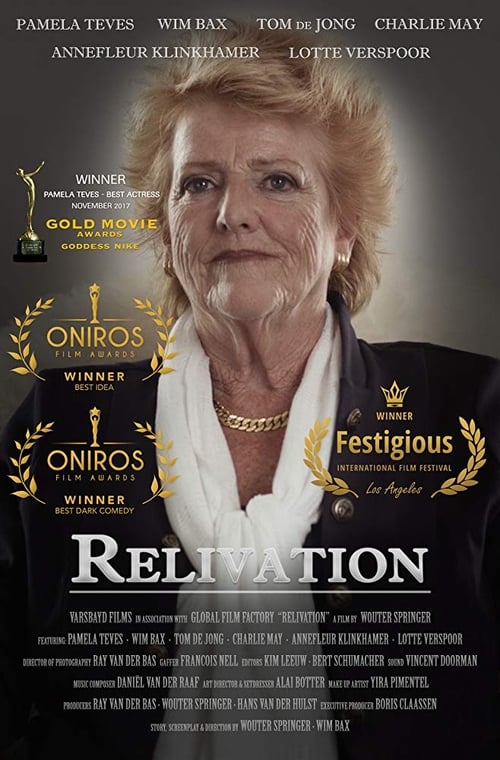 PAMELA TEVES WIM BAX TOM DE JONG CHARLIE MAY
ANNEFLEUR KLINKHAMER LOTTE VERSPOOR
WINNER
PAMELA TEVES - BEST ACTRESS
NOVEMBER 2017
GOLD MOVIE
AWARDS
GODDESS NIKE
ONIROS
FILM AWARDS
WINNER
BEST IDEA
ONIROS
FILM AWARDS
WINNER
BEST DARK COMEDY
WINNER
Festigious
INTERNATIONAL FILM FESTIVAL
Los Angeles
RELIVATION
VARSBAYD FILMS IN ASSOCIATION WITH GLOBAL FILM FACTORY "RELIVATION" A FILM BY WOUTER SPRINGER
FEATURING: PAMELA TEVES · WIM BAX · TOM DE JONG · CHARLIE MAY · ANNEFLEUR KLINKHAMER · LOTTE VERSPOOR
DIRECTOR OF PHOTOGRAPHY RAY VAN DER BAS GAFFER FRANCOIS NELL EDITORS KIM LEEUW · BERT SCHUMACHER SOUND VINCENT DOORMAN
MUSIC COMPOSER DANIËL VAN DER RAAF ART DIRECTOR & SETDRESSER ALAI BOTTER MAKE UP ARTIST YIRA PIMENTEL
PRODUCERS RAY VAN DER BAS · WOUTER SPRINGER · HANS VAN DER HULST EXECUTIVE PRODUCER BORIS CLAASSEN
STORY, SCREENPLAY & DIRECTION BY WOUTER SPRINGER · WIM BAX